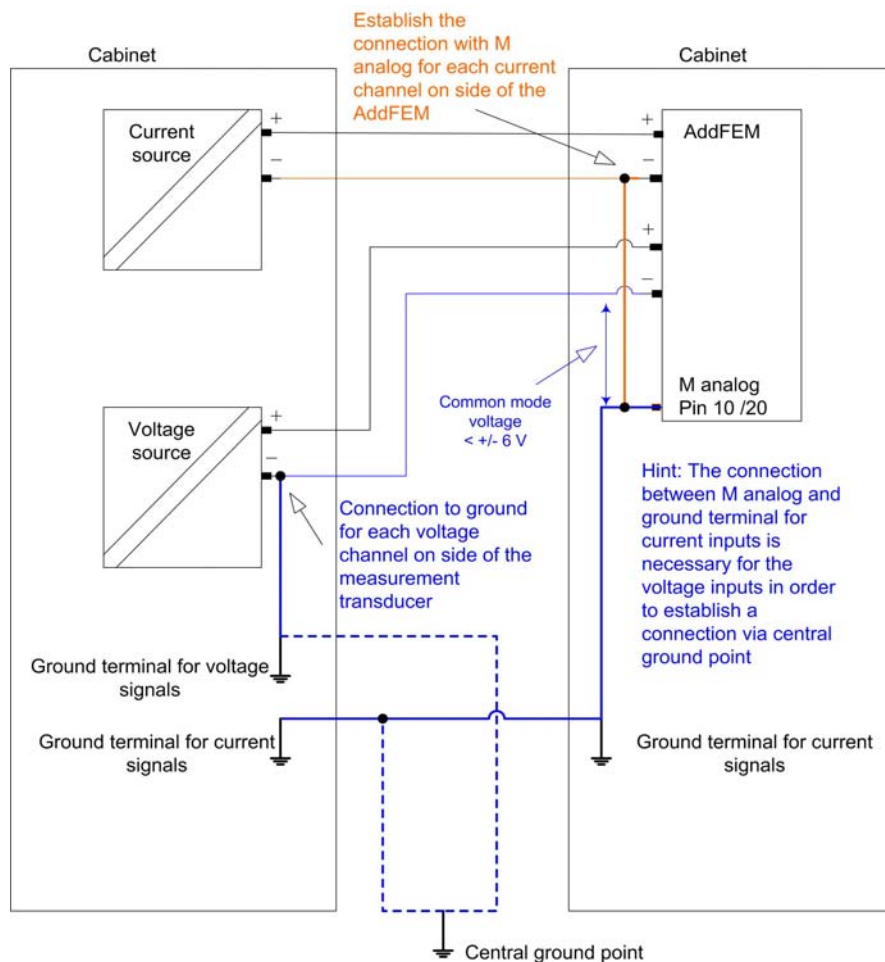 Establish the
connection with M
analog for each current
channel on side of the
AddFEM
Cabinet
Cabinet
Current
source
+
–
+
–
AddFEM
+
–
M analog
Pin 10 /20
Common mode
voltage
< +/- 6 V
Voltage
source
+
–
Connection to ground
for each voltage
channel on side of the
measurement
transducer
Hint: The connection
between M analog and
ground terminal for
current inputs is
necessary for the
voltage inputs in order
to establish a
connection via central
ground point
Ground terminal for voltage
signals
Ground terminal for current
signals
Ground terminal for current
signals
Central ground point